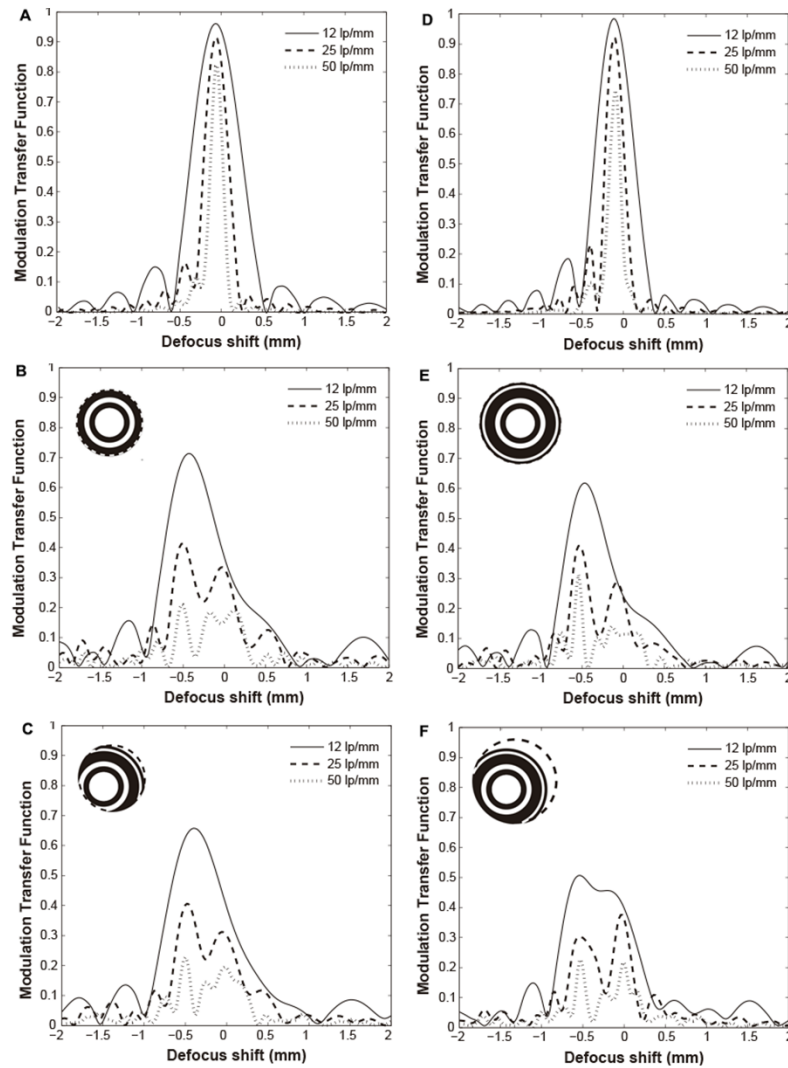 A
Modulation Transfer Function
1
0.9
0.8
0.7
0.6
0.5
0.4
0.3
0.2
0.1
0
12 lp/mm
25 lp/mm
50 lp/mm
−2 −1.5 −1 −0.5 0 0.5 1 1.5 2
Defocus shift (mm)
D
Modulation Transfer Function
1
0.9
0.8
0.7
0.6
0.5
0.4
0.3
0.2
0.1
0
12 lp/mm
25 lp/mm
50 lp/mm
−2 −1.5 −1 −0.5 0 0.5 1 1.5 2
Defocus shift (mm)
B
Modulation Transfer Function
1
0.9
0.8
0.7
0.6
0.5
0.4
0.3
0.2
0.1
0
12 lp/mm
25 lp/mm
50 lp/mm
−2 −1.5 −1 −0.5 0 0.5 1 1.5 2
Defocus shift (mm)
E
Modulation Transfer Function
1
0.9
0.8
0.7
0.6
0.5
0.4
0.3
0.2
0.1
0
12 lp/mm
25 lp/mm
50 lp/mm
−2 −1.5 −1 −0.5 0 0.5 1 1.5 2
Defocus shift (mm)
C
Modulation Transfer Function
1
0.9
0.8
0.7
0.6
0.5
0.4
0.3
0.2
0.1
0
12 lp/mm
25 lp/mm
50 lp/mm
−2 −1.5 −1 −0.5 0 0.5 1 1.5 2
Defocus shift (mm)
F
Modulation Transfer Function
1
0.9
0.8
0.7
0.6
0.5
0.4
0.3
0.2
0.1
0
12 lp/mm
25 lp/mm
50 lp/mm
−2 −1.5 −1 −0.5 0 0.5 1 1.5 2
Defocus shift (mm)